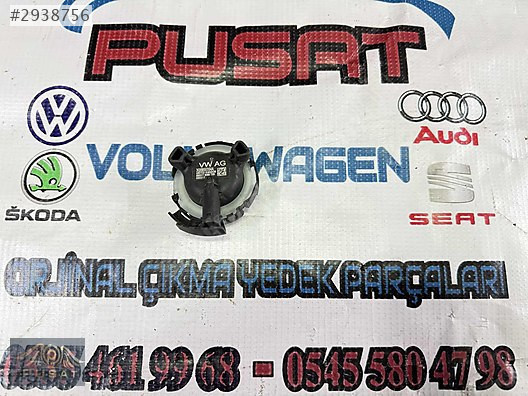 #2938756
PUSAT
Audi
VOLKSWAGEN
VW AG
ŠKODA
SEAT
ORJİNAL ÇIKMA YEDEK PARÇALARI
461 99 68 - 0545 580 47 98